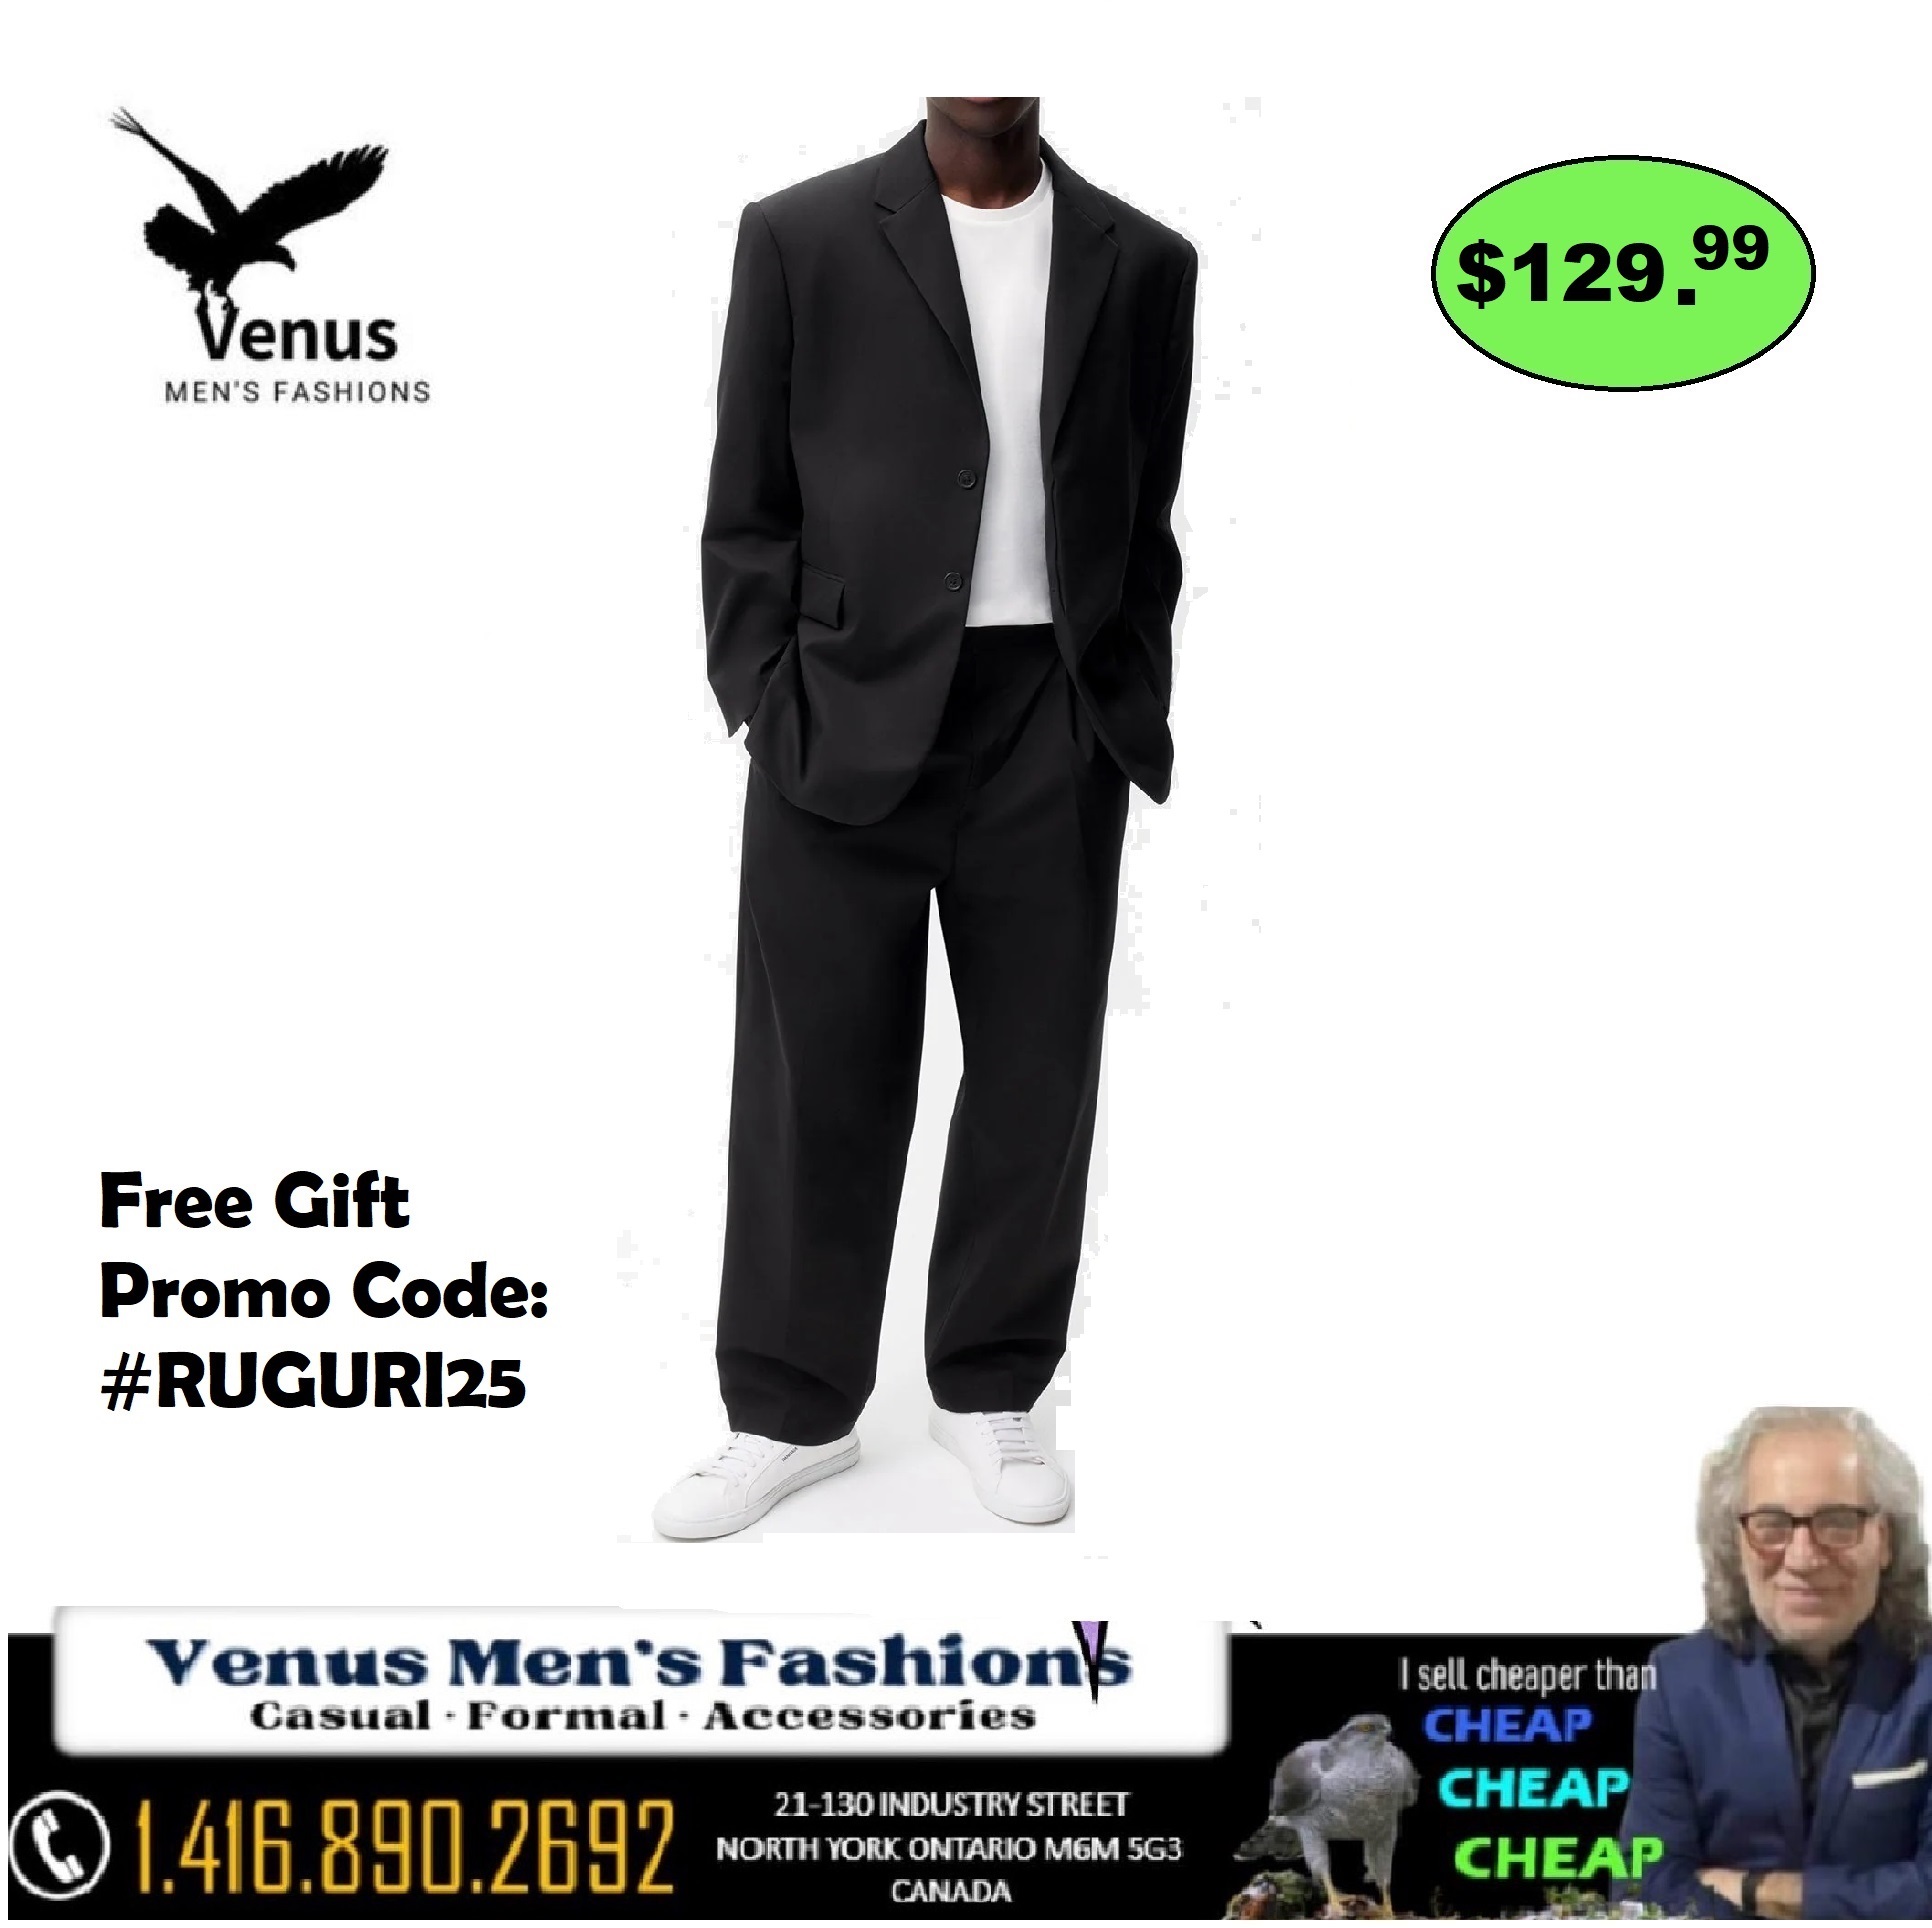 Venus
MEN'S FASHIONS
$129.99
Free Gift
Promo Code:
#RUGURI25
Venus Men's Fashions
Casual · Formal · Accessories
1.416.890.2692
21-130 INDUSTRY STREET
NORTH YORK ONTARIO M6M 5G3
CANADA
I sell cheaper than
CHEAP
CHEAP
CHEAP